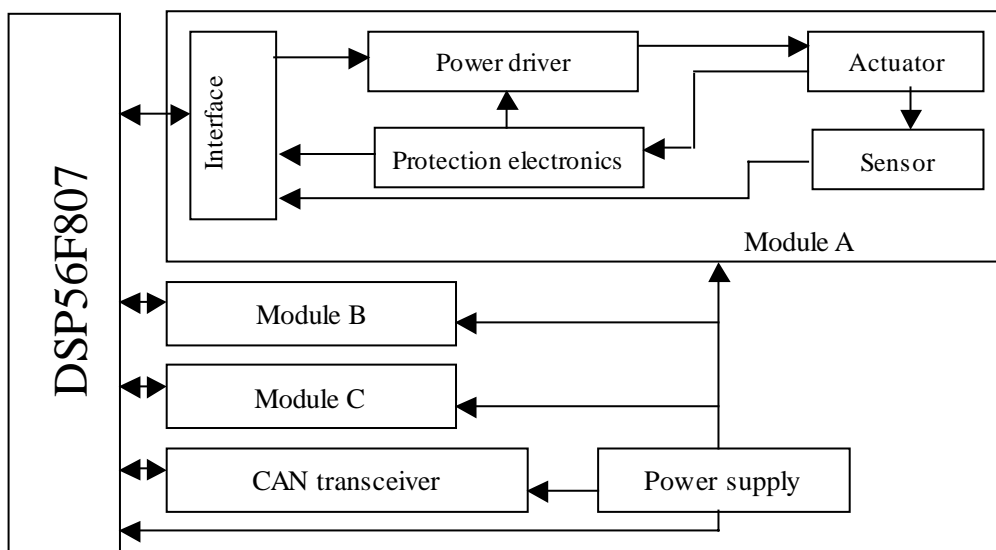 DSP56F807
Interface
Power driver
Actuator
Protection electronics
Sensor
Module A
Module B
Module C
CAN transceiver
Power supply